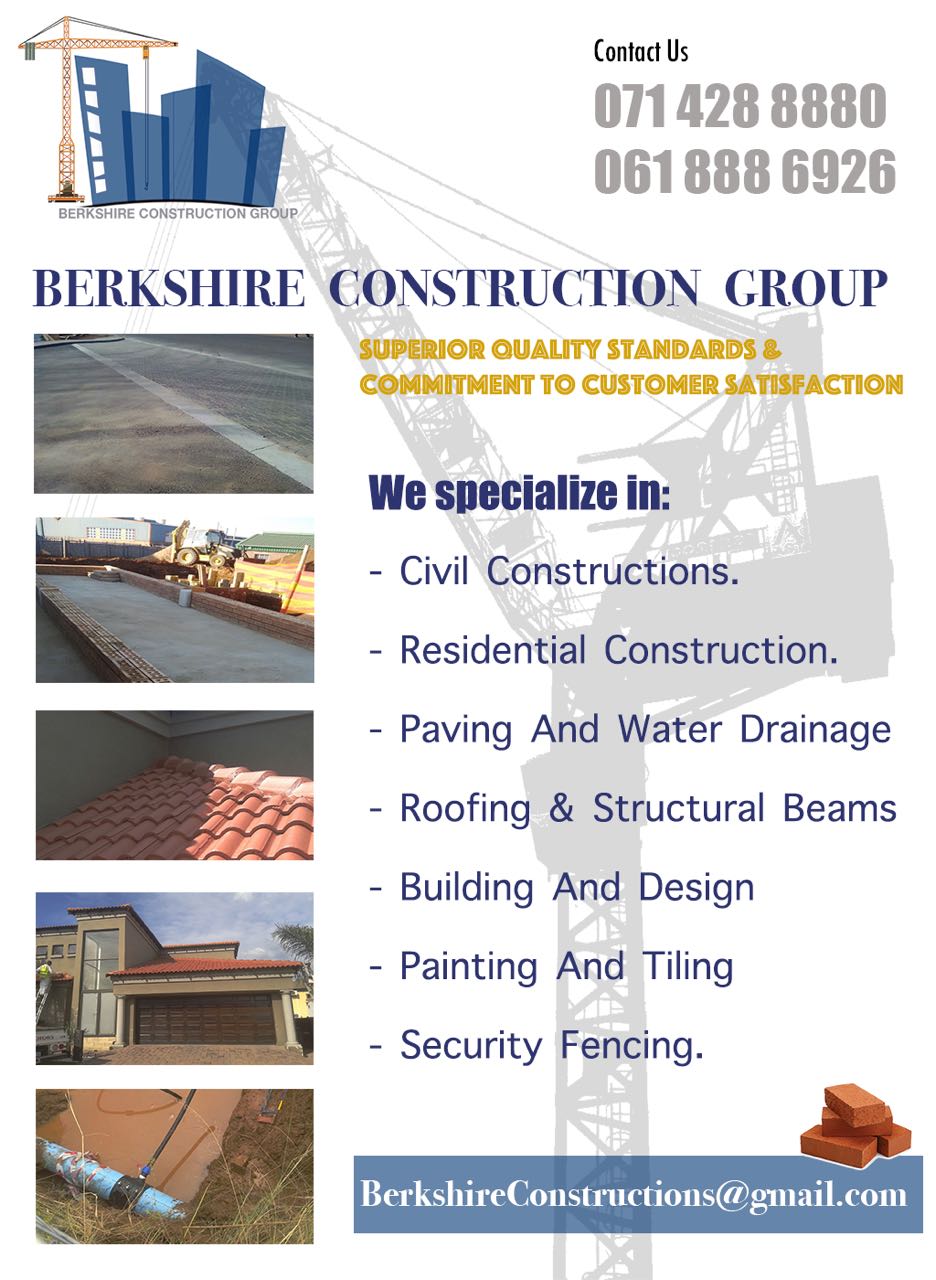 BERKSHIRE CONSTRUCTION GROUP
Contact Us
071 428 8880
061 888 6926
BERKSHIRE CONSTRUCTION GROUP
SUPERIOR QUALITY STANDARDS &
COMMITMENT TO CUSTOMER SATISFACTION
We specialize in:
- Civil Constructions.
- Residential Construction.
- Paving And Water Drainage
- Roofing & Structural Beams
- Building And Design
- Painting And Tiling
- Security Fencing.
BerkshireConstructions@gmail.com